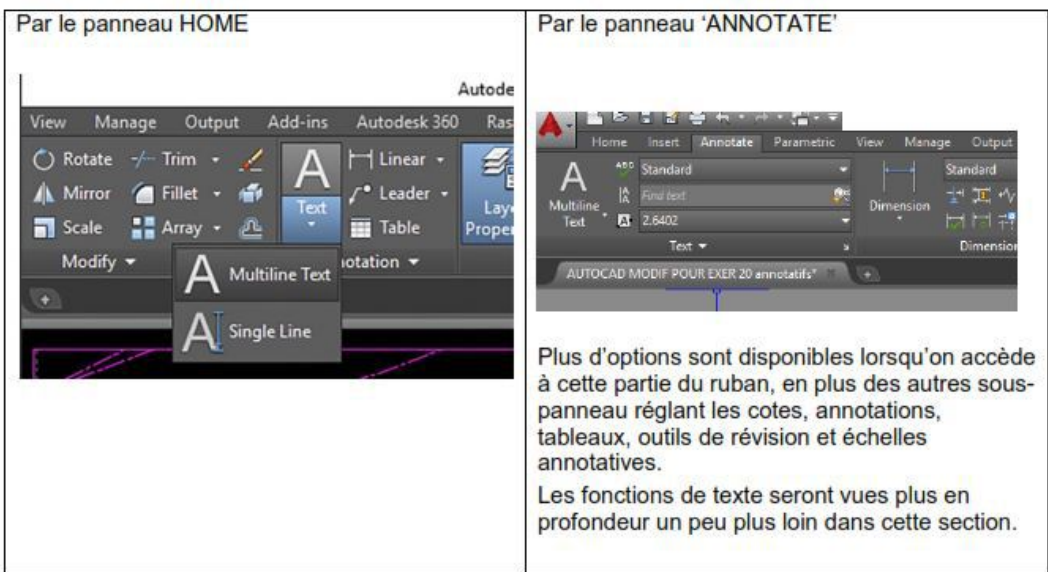 Par le panneau HOME
Autode
View Manage Output Add-ins Autodesk 360 Ras
Rotate Trim
Mirror Fillet
Scale Array
Text
Linear
Leader
Table
Lay
Proper
Modify
otation
Multiline Text
Single Line
Par le panneau ‘ANNOTATE’
Home Insert Annotate Parametric View Manage Output
Multiline
Text
Standard
Find text
2.6402
Dimension
Standard
Text
Dimension
AUTOCAD MODIF POUR EXER 20 annotatifs*
Plus d’options sont disponibles lorsqu’on accède
à cette partie du ruban, en plus des autres sous-
panneau réglant les cotes, annotations,
tableaux, outils de révision et échelles
annotatives.
Les fonctions de texte seront vues plus en
profondeur un peu plus loin dans cette section.